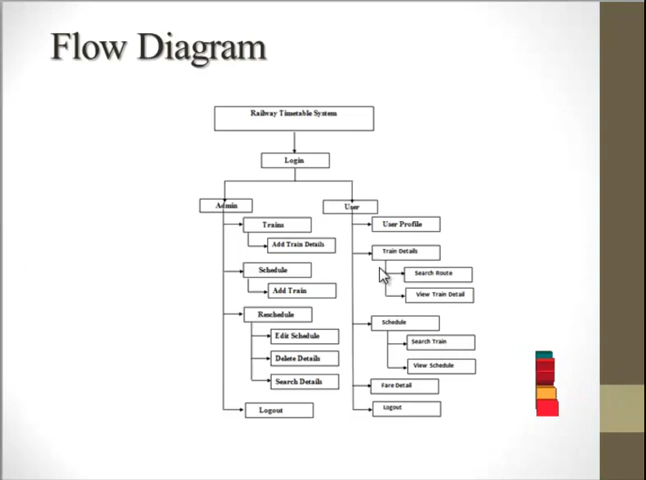 Flow Diagram
Railway Timetable System
Login
Admin
User
Trains
User Profile
Add Train Details
Train Details
Schedule
Search Route
Add Train
View Train Detail
Reschedule
Schedule
Edit Schedule
Search Train
Delete Details
View Schedule
Search Details
Fare Detail
Logout
Logout